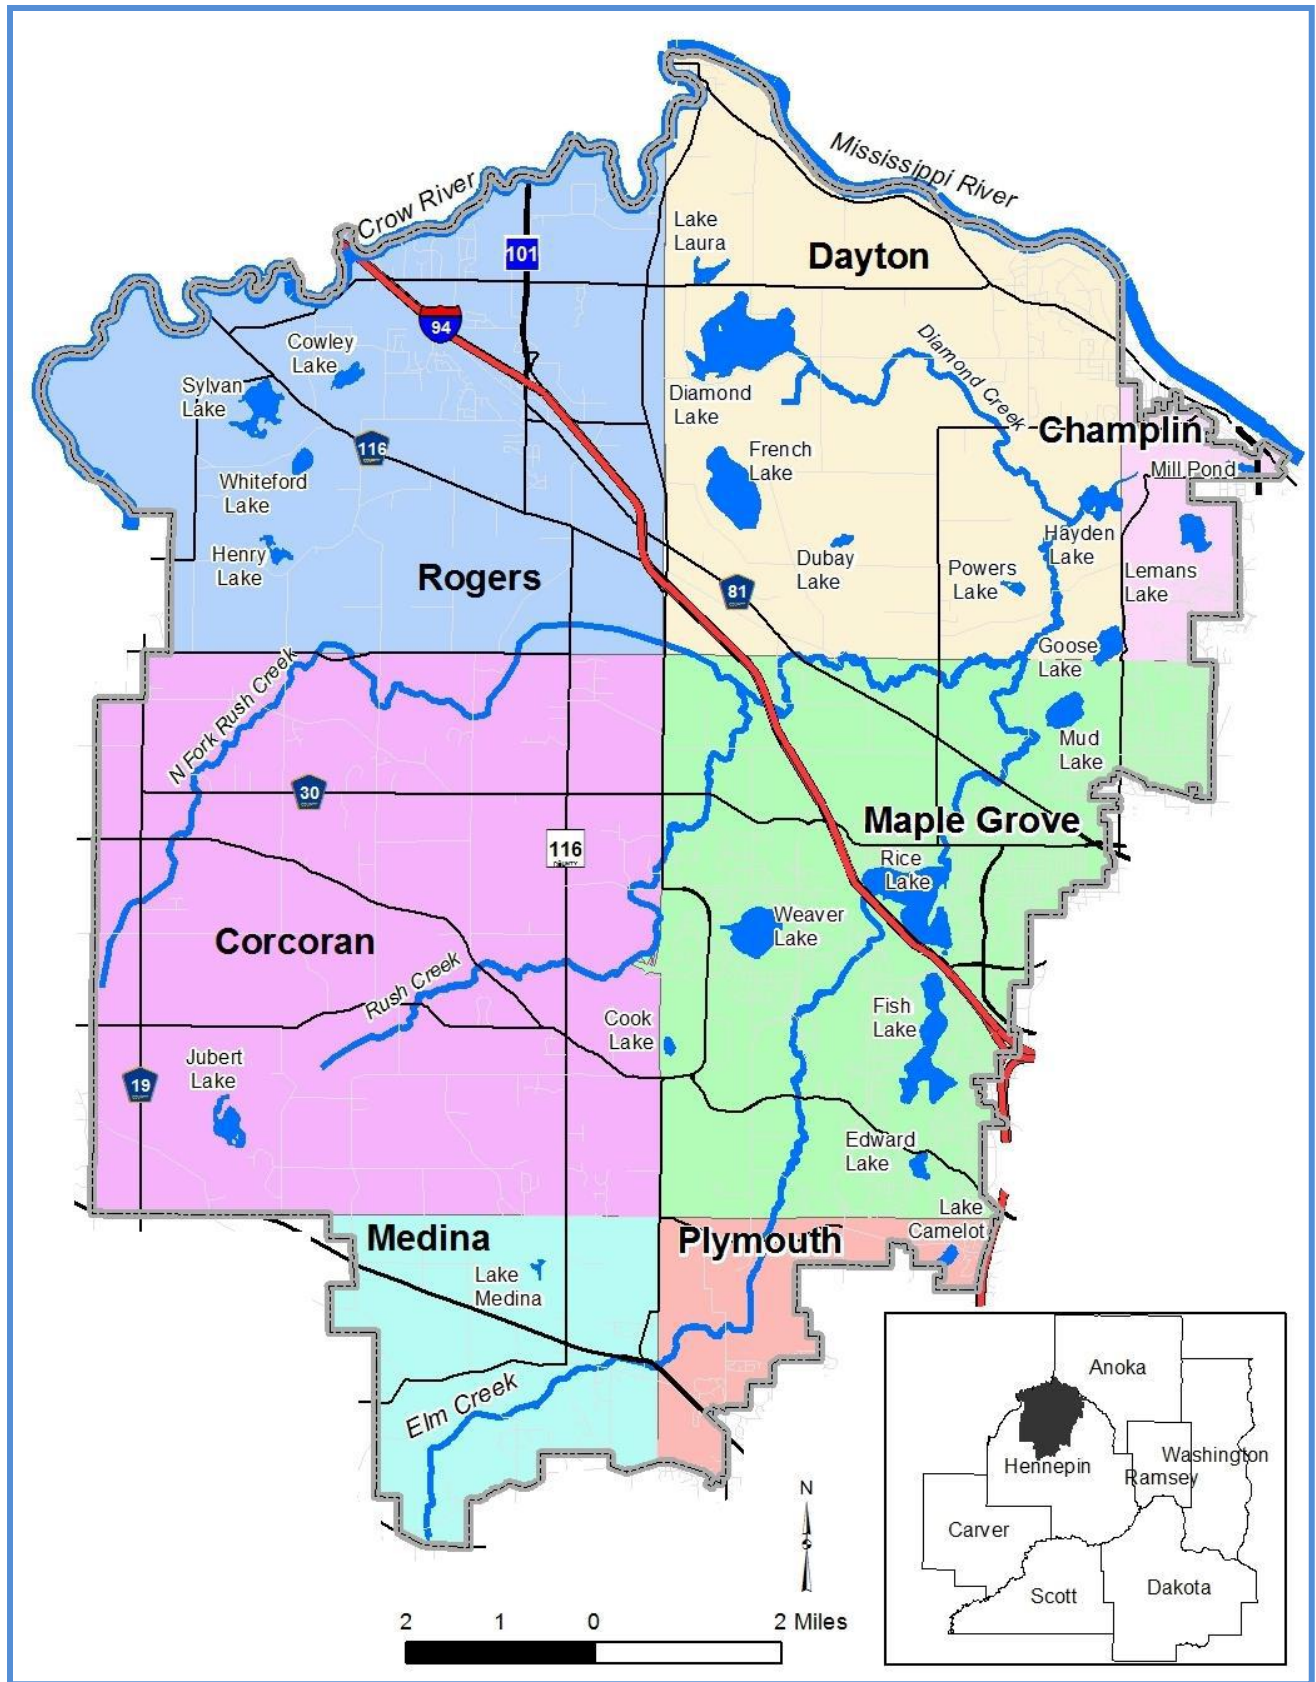 Mississippi River
Crow River
Lake
Laura
Dayton
101
94
Cowley
Lake
Diamond Creek
Sylvan
Lake
Diamond
Lake
Champlin
116
French
Lake
Mill Pond
Whiteford
Lake
Hayden
Lake
Henry
Lake
Dubay
Lake
Powers
Lake
Lemans
Lake
Rogers
81
COUNTY
Goose
Lake
N Fork Rush Creek
Mud
Lake
30
COUNTY
Maple Grove
116
COUNTY
Rice
Lake
Weaver
Lake
Corcoran
Rush Creek
Fish
Lake
Cook
Lake
Jubert
Lake
19
COUNTY
Edward
Lake
Lake
Camelot
Medina
Plymouth
Lake
Medina
Elm Creek
Anoka
Washington
Hennepin
Ramsey
Carver
Scott
Dakota
N
2 1 0 2 Miles